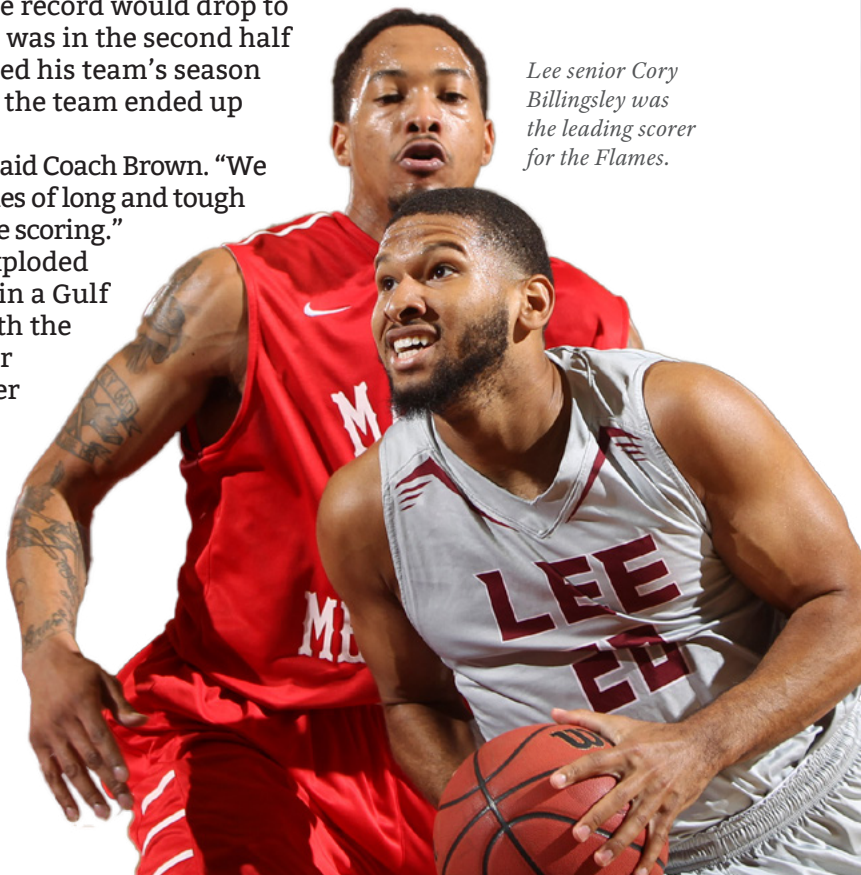 e record would drop to
was in the second half
ed his team’s season
the team ended up
aid Coach Brown. “We
es of long and tough
e scoring.”
xploded
in a Gulf
th the
r
er
Lee senior Cory
Billingsley was
the leading scorer
for the Flames.
M
ME
LEE
20
W